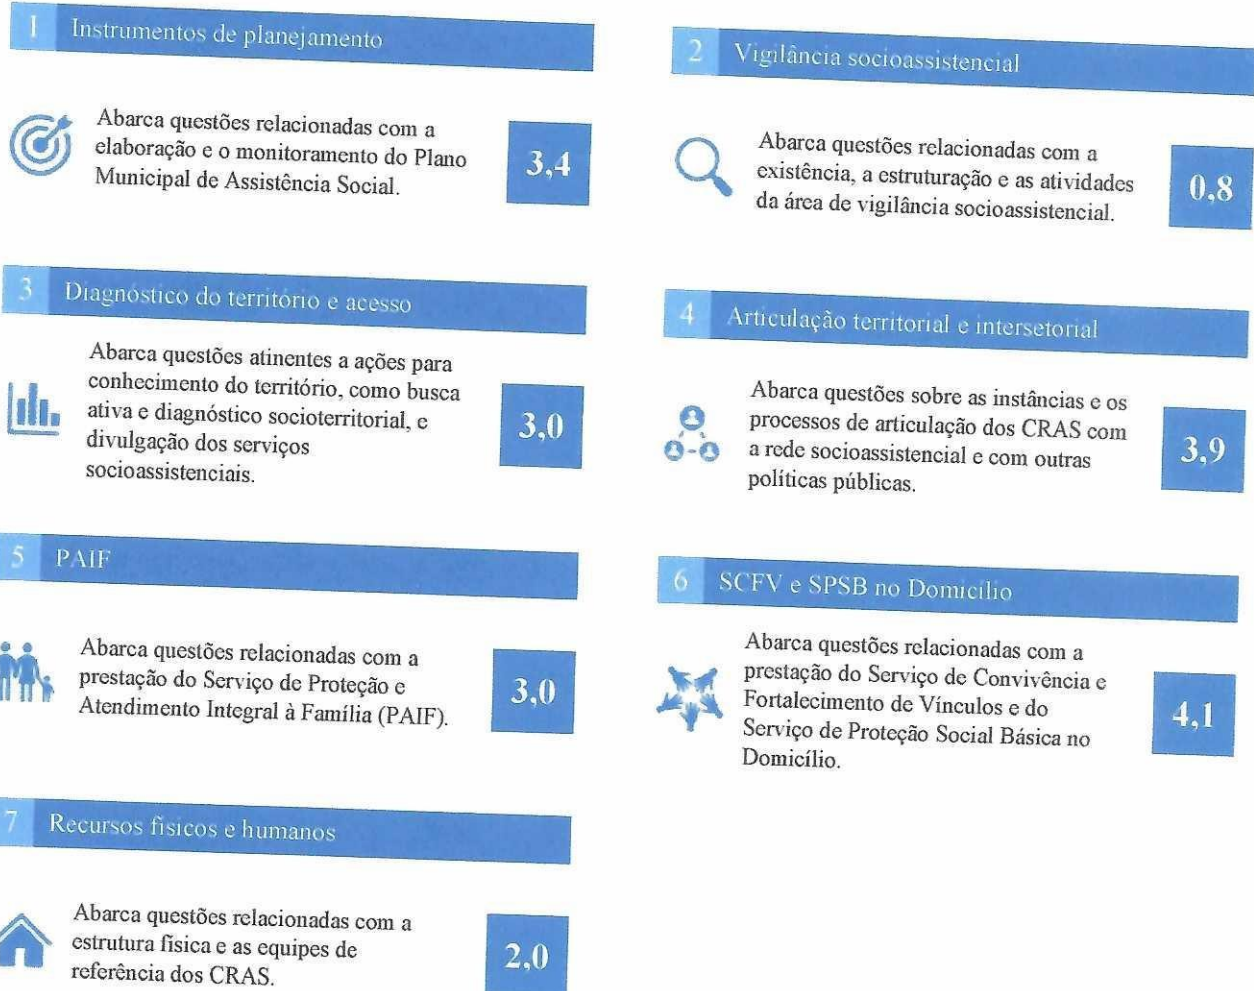 1 Instrumentos de planejamento
Abarca questões relacionadas com a
elaboração e o monitoramento do Plano
Municipal de Assistência Social.
3,4
2 Vigilância socioassistencial
Abarca questões relacionadas com a
existência, a estruturação e as atividades
da área de vigilância socioassistencial.
0,8
3 Diagnóstico do território e acesso
Abarca questões atinentes a ações para
conhecimento do território, como busca
ativa e diagnóstico socioterritorial, e
divulgação dos serviços
socioassistenciais.
3,0
4 Articulação territorial e intersetorial
Abarca questões sobre as instâncias e os
processos de articulação dos CRAS com
a rede socioassistencial e com outras
políticas públicas.
3,9
5 PAIF
Abarca questões relacionadas com a
prestação do Serviço de Proteção e
Atendimento Integral à Família (PAIF).
3,0
6 SCFV e SPSB no Domicílio
Abarca questões relacionadas com a
prestação do Serviço de Convivência e
Fortalecimento de Vínculos e do
Serviço de Proteção Social Básica no
Domicílio.
4,1
7 Recursos físicos e humanos
Abarca questões relacionadas com a
estrutura física e as equipes de
referência dos CRAS.
2,0